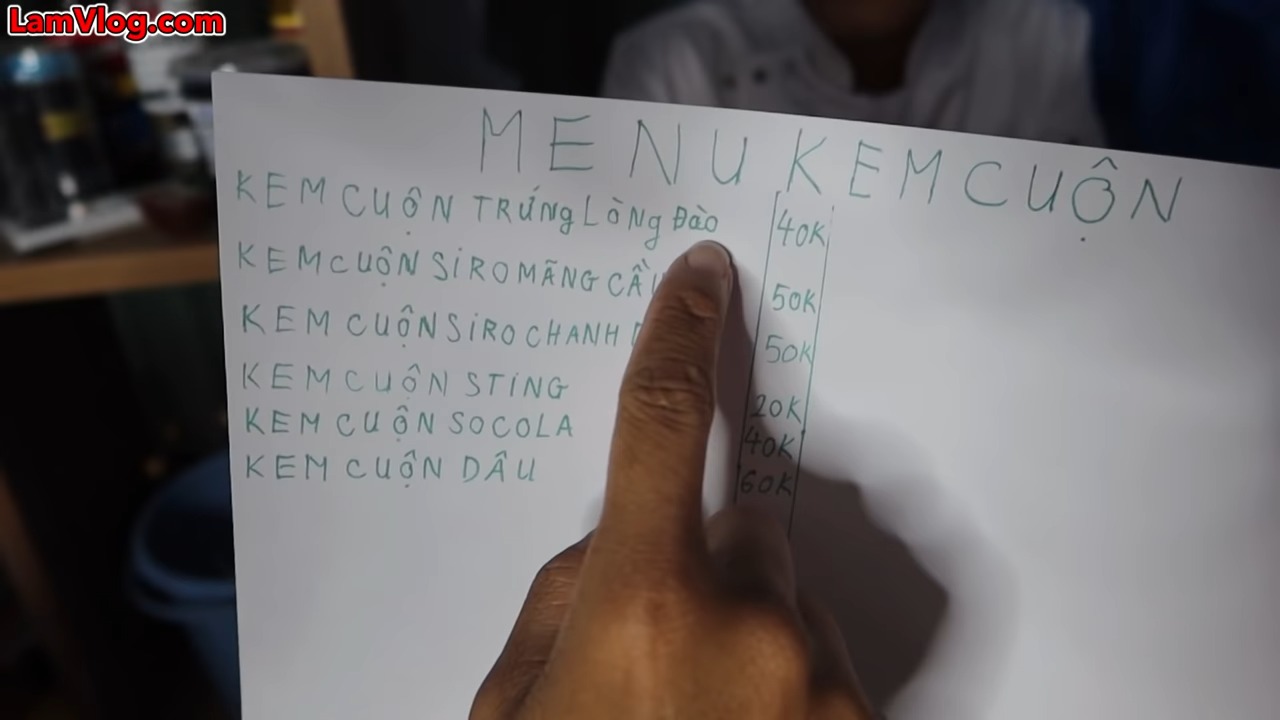 LamVlog.com
MENU KEM CUỘN
KEM CUỘN TRỨNg LÒNg Đào 40K
KEM CUỘN SiRO MÃNG CẦU 50K
KEM CUỘN SiRO CHANH 50K
KEM CUỘN STiNG 20K
KEM CUỘN SOCOLA 40K
KEM CUỘN DÂU 60K